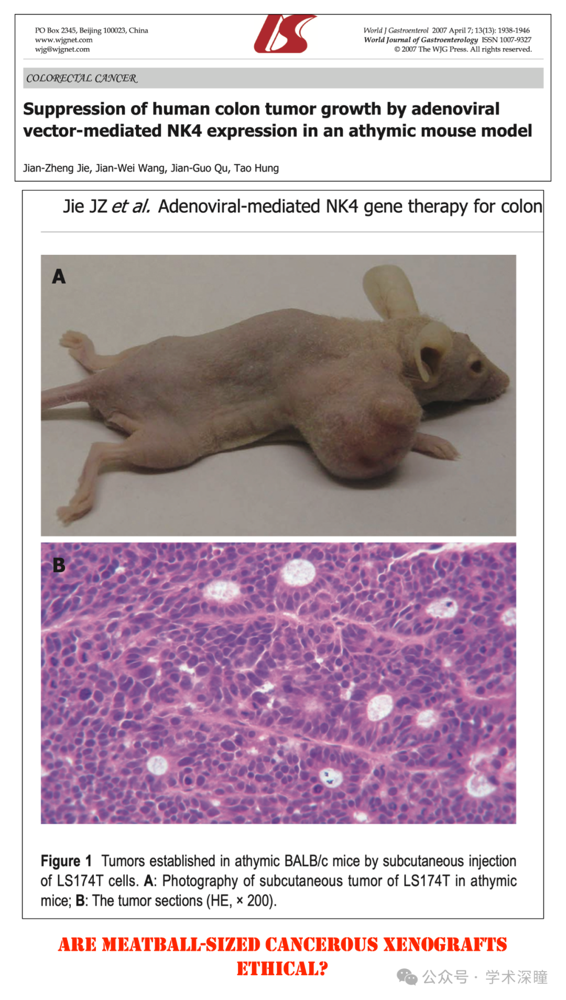 PO Box 2345, Beijing 100023, China
www.wjgnet.com
wjg@wjgnet.com
World J Gastroenterol 2007 April 7; 13(13): 1938-1946
World Journal of Gastroenterology ISSN 1007-9327
© 2007 The WJG Press. All rights reserved.
COLORECTAL CANCER
Suppression of human colon tumor growth by adenoviral
vector-mediated NK4 expression in an athymic mouse model
Jian-Zheng Jie, Jian-Wei Wang, Jian-Guo Qu, Tao Hung
Jie JZ et al. Adenoviral-mediated NK4 gene therapy for colon
A
B
Figure 1 Tumors established in athymic BALB/c mice by subcutaneous injection
of LS174T cells. A: Photography of subcutaneous tumor of LS174T in athymic
mice; B: The tumor sections (HE, × 200).
ARE MEATBALL-SIZED CANCEROUS XENOGRAFTS
ETHICAL?
公众号 · 学术深瞳